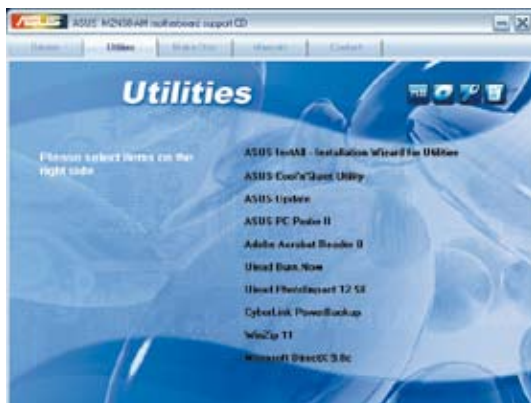 ASUS M2N68-AM motherboard support CD
Drivers Utilities Make Disk Manuals Contact
Utilities
Please select items on the
right side
ASUS InstAll - Installation Wizard for Utilities
ASUS Cool'n'Quiet Utility
ASUS Update
ASUS PC Probe II
Adobe Acrobat Reader 8
Ulead Burn.Now
Ulead PhotoImpact 12 SE
CyberLink PowerBackup
WinZip 11
Microsoft DirectX 9.0c